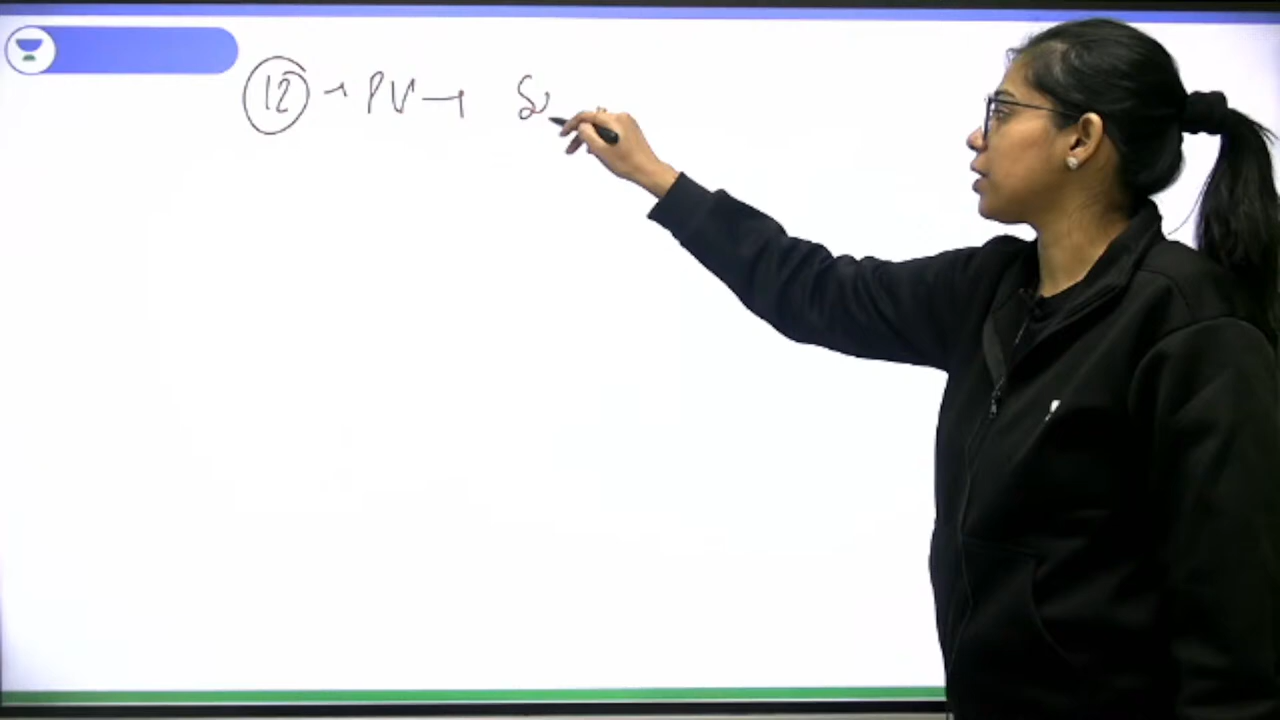 12 → PV →